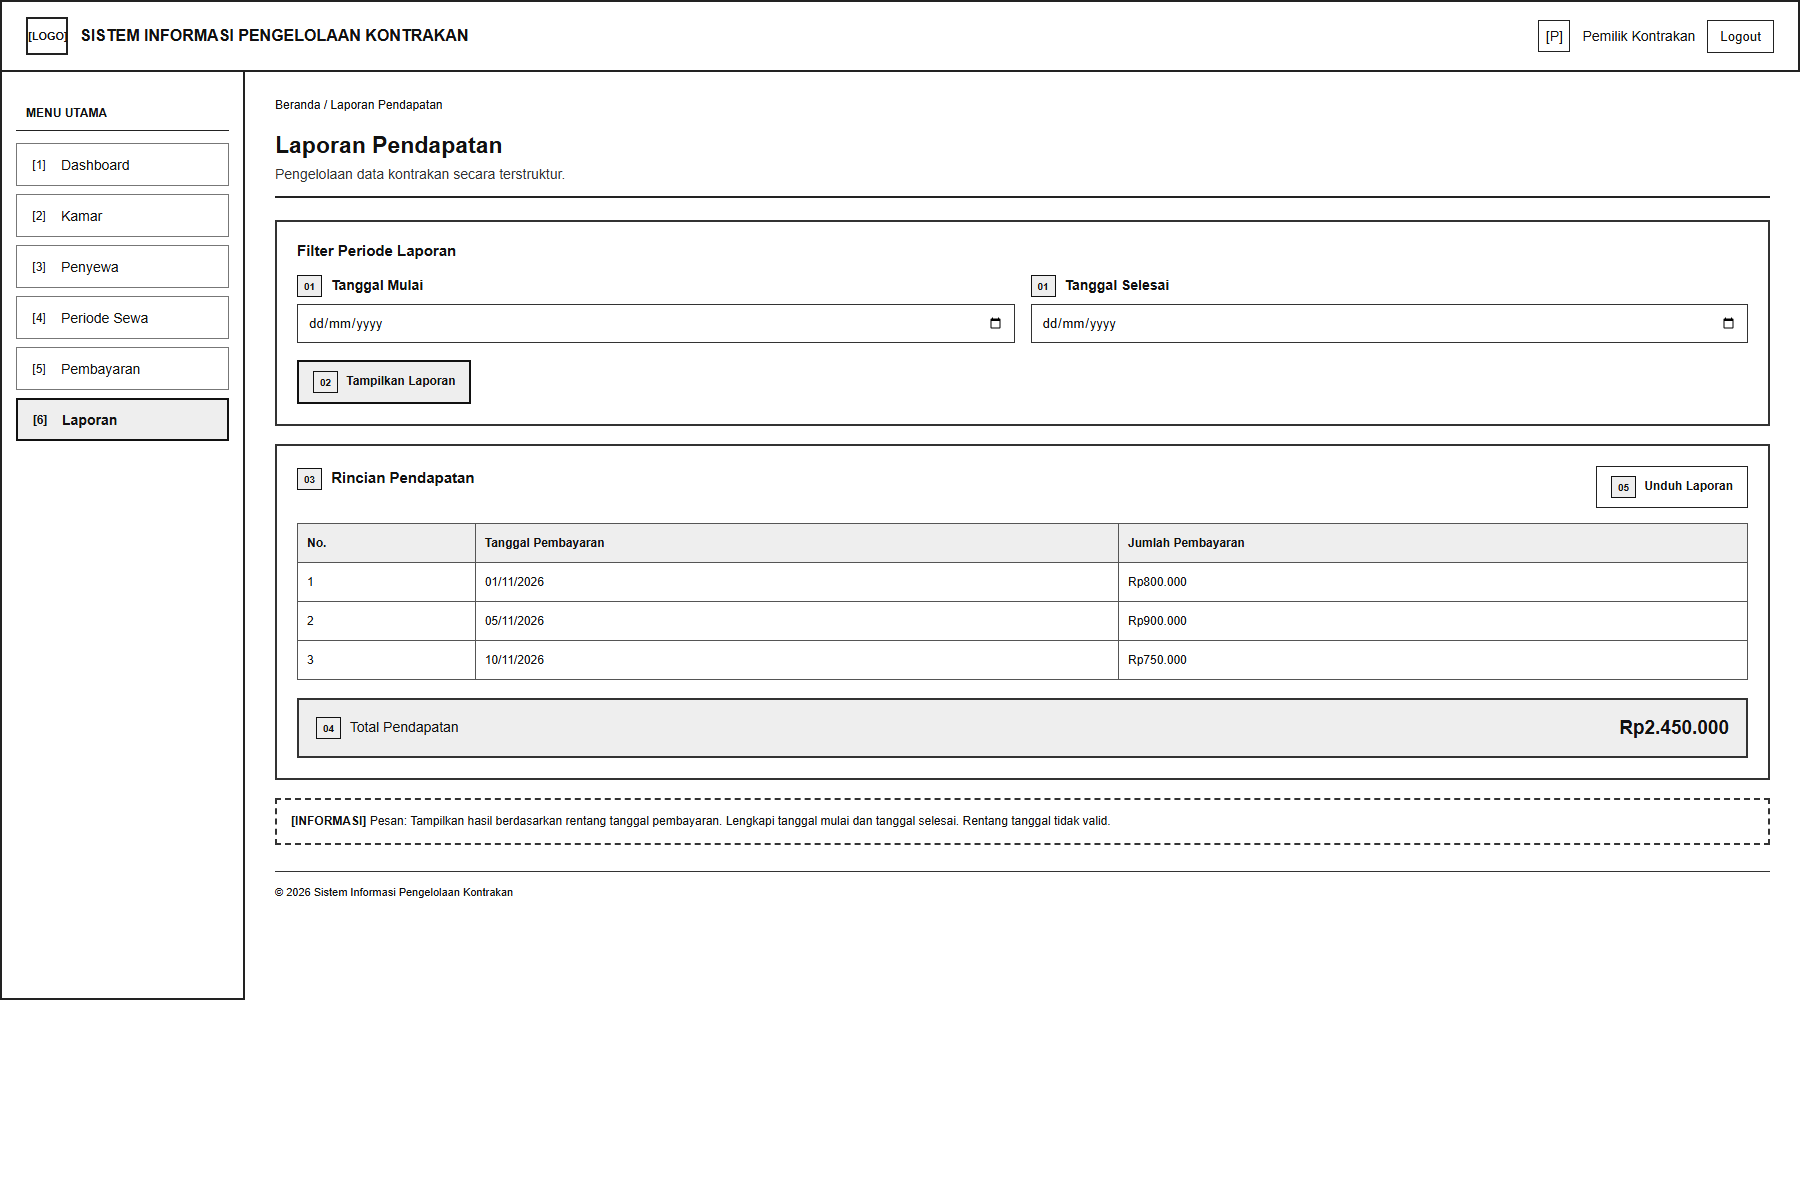 [LOGO] SISTEM INFORMASI PENGELOLAAN KONTRAKAN
[P] Pemilik Kontrakan Logout
MENU UTAMA
[1] Dashboard
[2] Kamar
[3] Penyewa
[4] Periode Sewa
[5] Pembayaran
[6] Laporan
Beranda / Laporan Pendapatan
Laporan Pendapatan
Pengelolaan data kontrakan secara terstruktur.
Filter Periode Laporan
01 Tanggal Mulai
dd/mm/yyyy
01 Tanggal Selesai
dd/mm/yyyy
02 Tampilkan Laporan
03 Rincian Pendapatan
05 Unduh Laporan
No. Tanggal Pembayaran Jumlah Pembayaran
1 01/11/2026 Rp800.000
2 05/11/2026 Rp900.000
3 10/11/2026 Rp750.000
04 Total Pendapatan Rp2.450.000
[INFORMASI] Pesan: Tampilkan hasil berdasarkan rentang tanggal pembayaran. Lengkapi tanggal mulai dan tanggal selesai. Rentang tanggal tidak valid.
© 2026 Sistem Informasi Pengelolaan Kontrakan